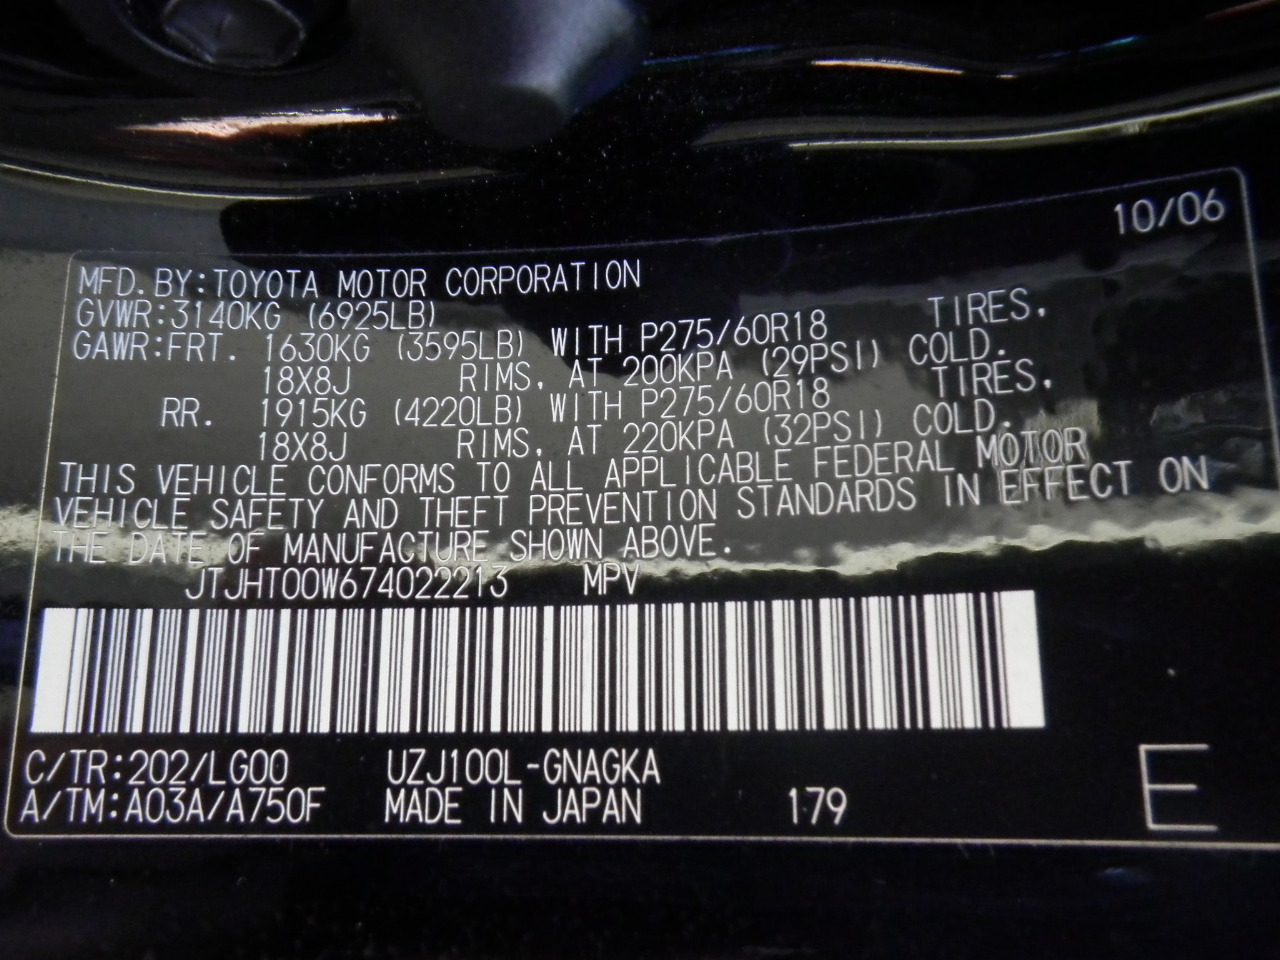 MFD.BY:TOYOTA MOTOR CORPORATION 10/06
GVWR:3140KG (6925LB)
GAWR:FRT. 1630KG (3595LB) WITH P275/60R18 TIRES,
18X8J RIMS, AT 200KPA (29PSI) COLD.
RR. 1915KG (4220LB) WITH P275/60R18 TIRES,
18X8J RIMS, AT 220KPA (32PSI) COLD.
THIS VEHICLE CONFORMS TO ALL APPLICABLE FEDERAL MOTOR
VEHICLE SAFETY AND THEFT PREVENTION STANDARDS IN EFFECT ON
THE DATE OF MANUFACTURE SHOWN ABOVE.
JTJHT00W674022213 MPV
C/TR:202/LG00 UZJ100L-GNAGKA
A/TM:A03A/A750F MADE IN JAPAN 179 E